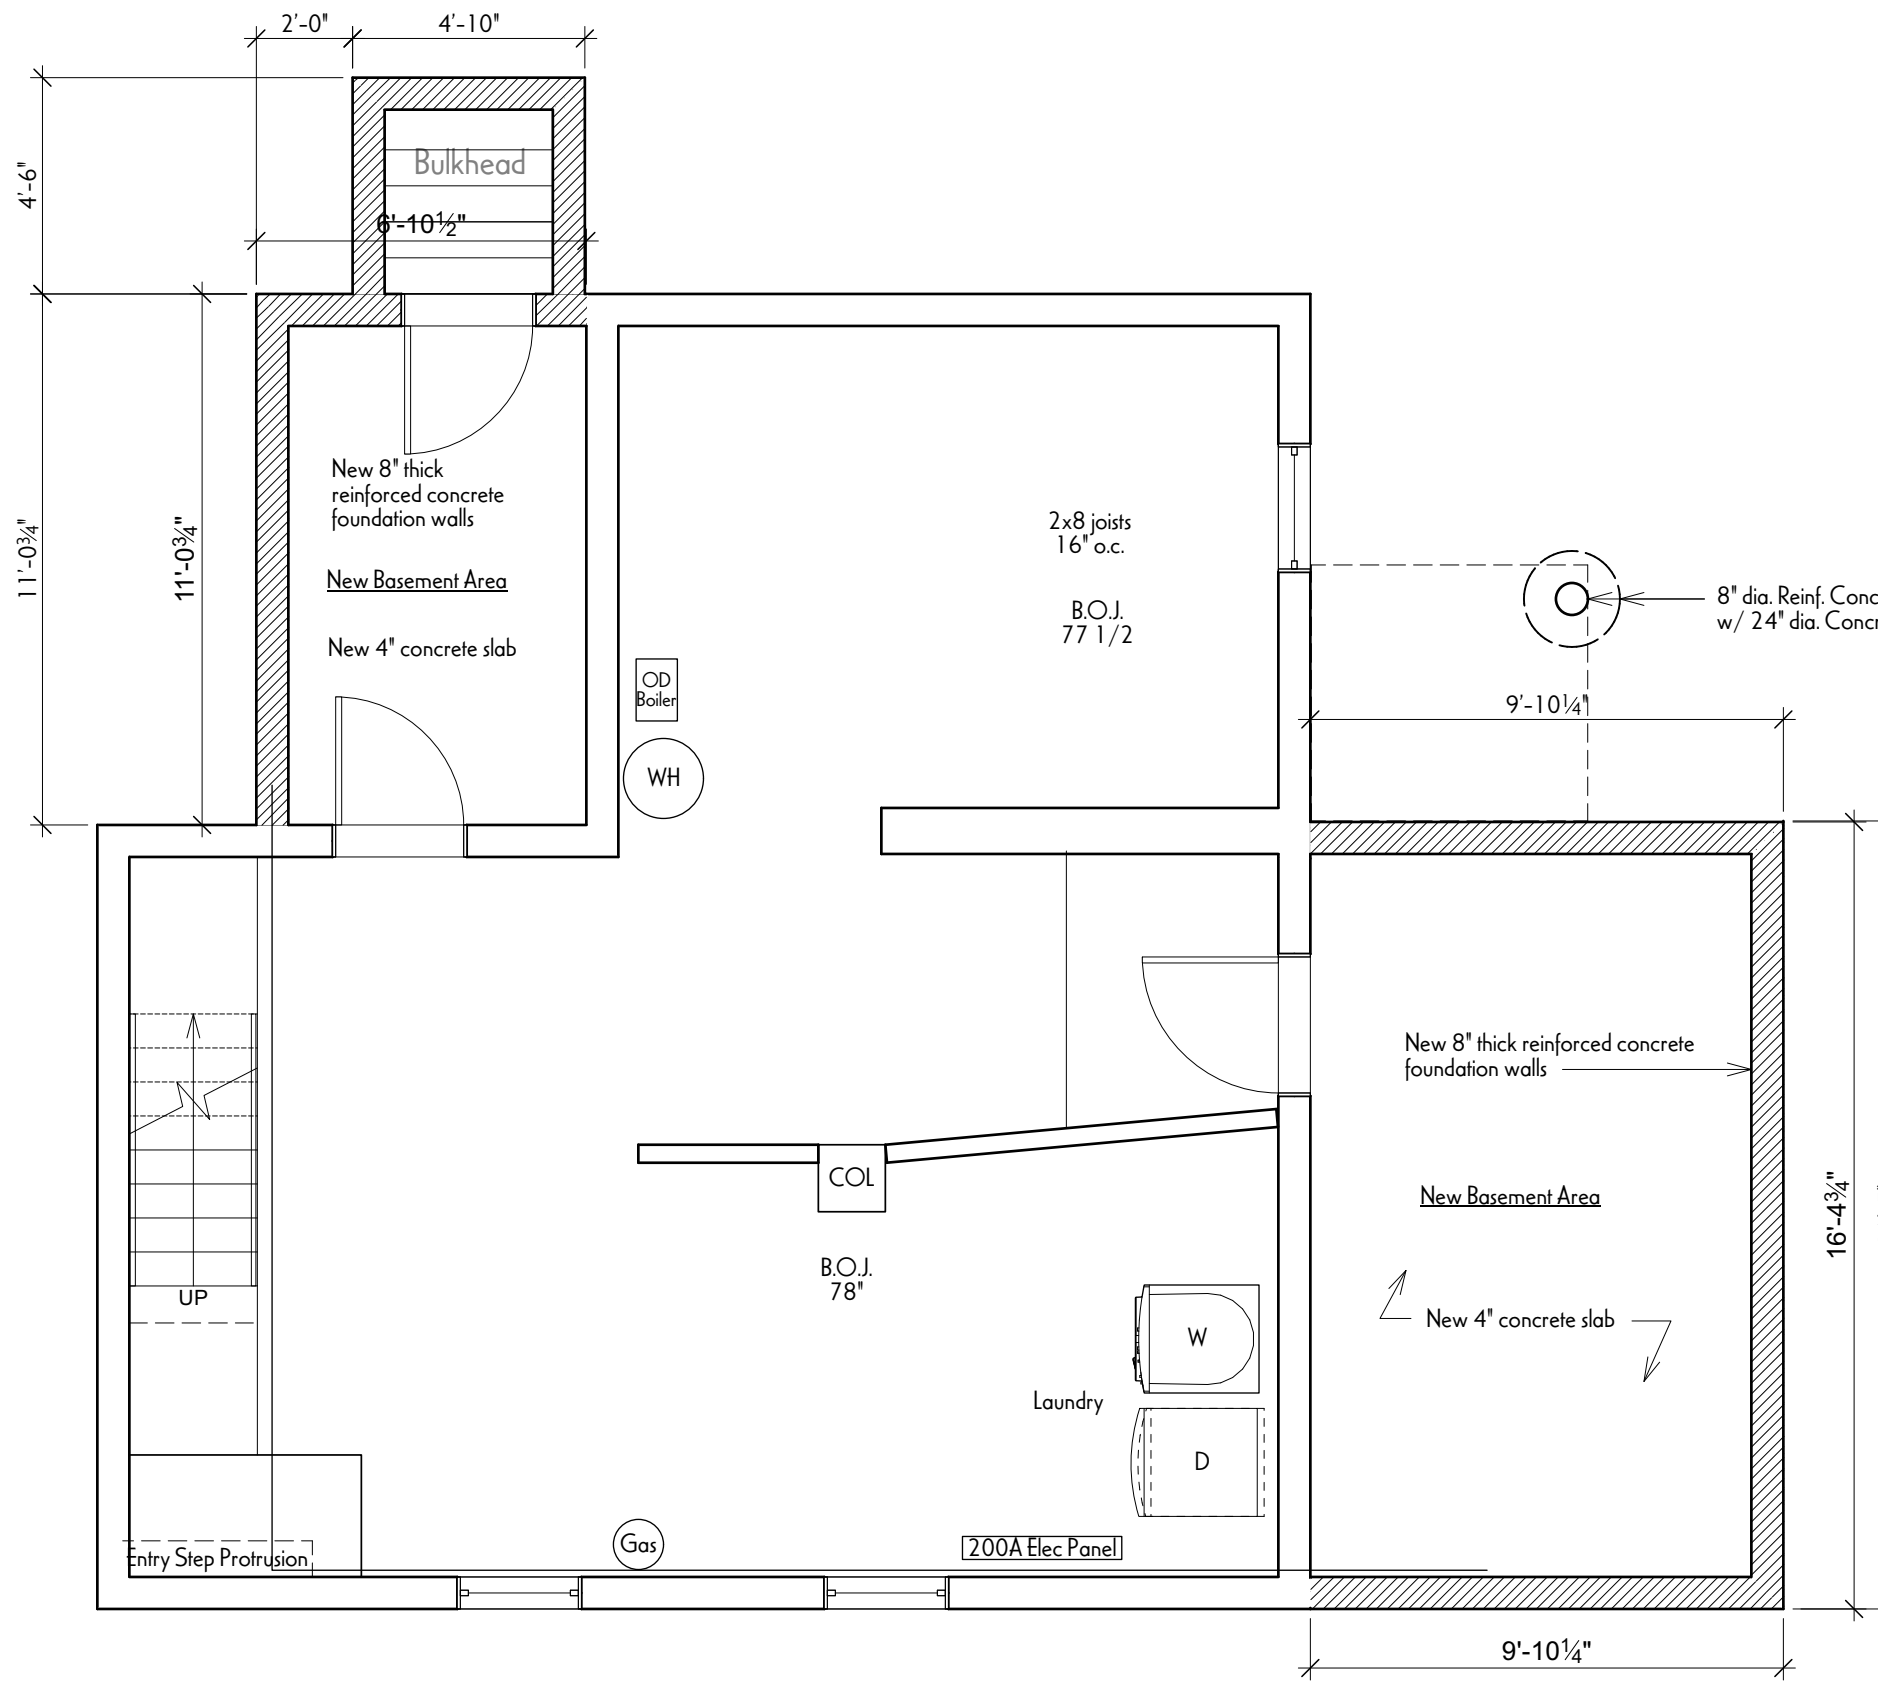 2'-0"
4'-10"
4'-6"
Bulkhead
6'-10½"
11'-0¾"
11'-0¾"
New 8" thick
reinforced concrete
foundation walls
New Basement Area
New 4" concrete slab
2x8 joists
16" o.c.
B.O.J.
77 1/2
OD
Boiler
WH
8" dia. Reinf. Conc
w/ 24" dia. Concr
9'-10¼"
New 8" thick reinforced concrete
foundation walls
New Basement Area
16'-4¾"
New 4" concrete slab
COL
B.O.J.
78"
UP
W
Laundry
D
Entry Step Protrusion
Gas
200A Elec Panel
9'-10¼"